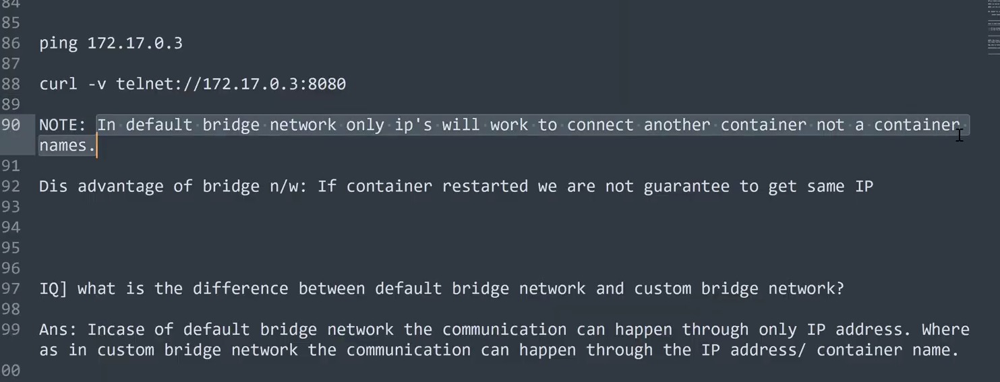 84
85
86 ping 172.17.0.3
87
88 curl -v telnet://172.17.0.3:8080
89
90 NOTE: In default bridge network only ip's will work to connect another container not a container
names.
91
92 Dis advantage of bridge n/w: If container restarted we are not guarantee to get same IP
93
94
95
96
97 IQ] what is the difference between default bridge network and custom bridge network?
98
99 Ans: Incase of default bridge network the communication can happen through only IP address. Where
as in custom bridge network the communication can happen through the IP address/ container name.
00